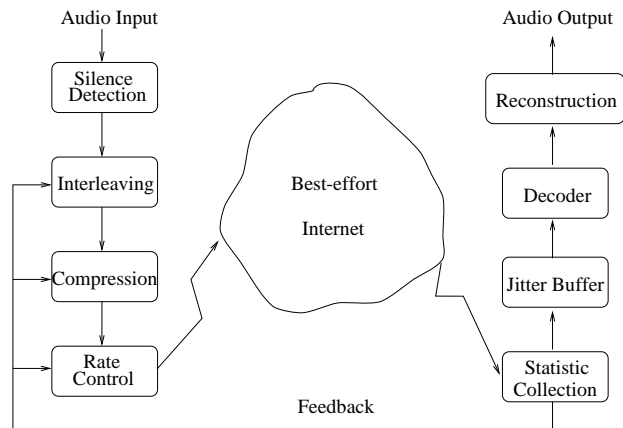 Audio Input
Silence
Detection
Interleaving
Compression
Rate
Control
Best-effort
Internet
Feedback
Audio Output
Reconstruction
Decoder
Jitter Buffer
Statistic
Collection